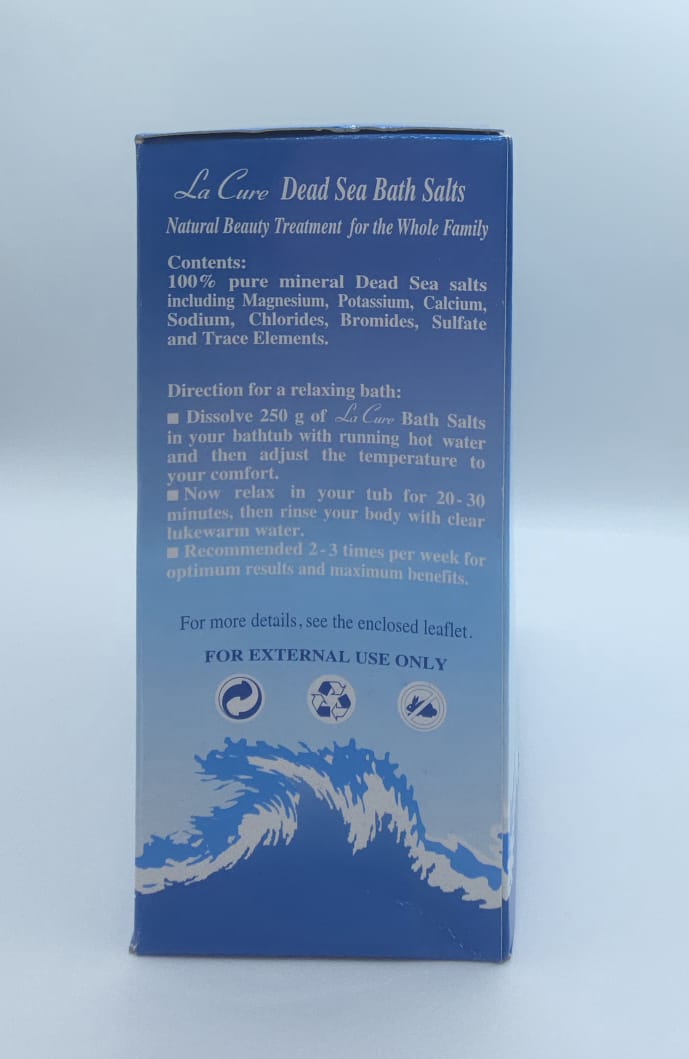 La Cure Dead Sea Bath Salts
Natural Beauty Treatment for the Whole Family
Contents:
100% pure mineral Dead Sea salts
including Magnesium, Potassium, Calcium,
Sodium, Chlorides, Bromides, Sulfate
and Trace Elements.
Direction for a relaxing bath:
■ Dissolve 250 g of La Cure Bath Salts
in your bathtub with running hot water
and then adjust the temperature to
your comfort.
■ Now relax in your tub for 20-30
minutes, then rinse your body with clear
lukewarm water.
■ Recommended 2-3 times per week for
optimum results and maximum benefits.
For more details, see the enclosed leaflet.
FOR EXTERNAL USE ONLY